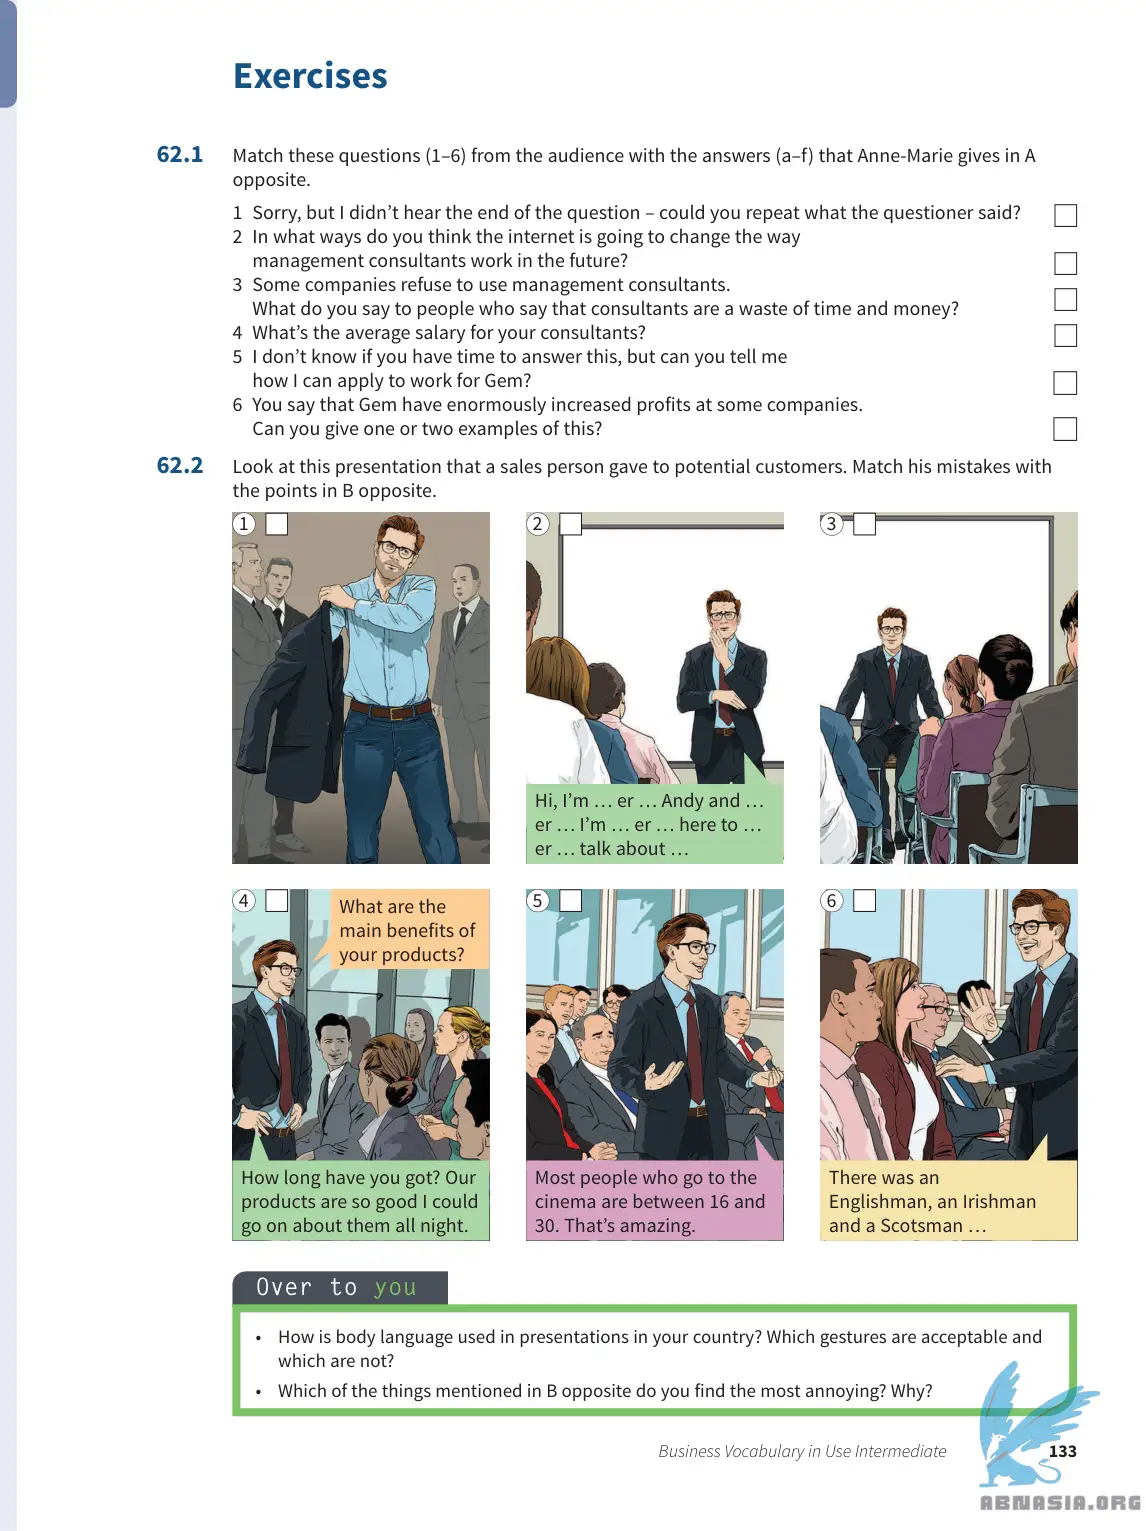 Exercises
62.1 Match these questions (1–6) from the audience with the answers (a–f) that Anne-Marie gives in A
opposite.
1 Sorry, but I didn’t hear the end of the question – could you repeat what the questioner said?
2 In what ways do you think the internet is going to change the way
management consultants work in the future?
3 Some companies refuse to use management consultants.
What do you say to people who say that consultants are a waste of time and money?
4 What’s the average salary for your consultants?
5 I don’t know if you have time to answer this, but can you tell me
how I can apply to work for Gem?
6 You say that Gem have enormously increased profits at some companies.
Can you give one or two examples of this?
62.2 Look at this presentation that a sales person gave to potential customers. Match his mistakes with
the points in B opposite.
1
2
Hi, I’m … er … Andy and …
er … I’m … er … here to …
er … talk about …
3
4
What are the
main benefits of
your products?
How long have you got? Our
products are so good I could
go on about them all night.
5
Most people who go to the
cinema are between 16 and
30. That’s amazing.
6
There was an
Englishman, an Irishman
and a Scotsman …
Over to you
• How is body language used in presentations in your country? Which gestures are acceptable and
which are not?
• Which of the things mentioned in B opposite do you find the most annoying? Why?
Business Vocabulary in Use Intermediate 133
ABNASIA.ORG